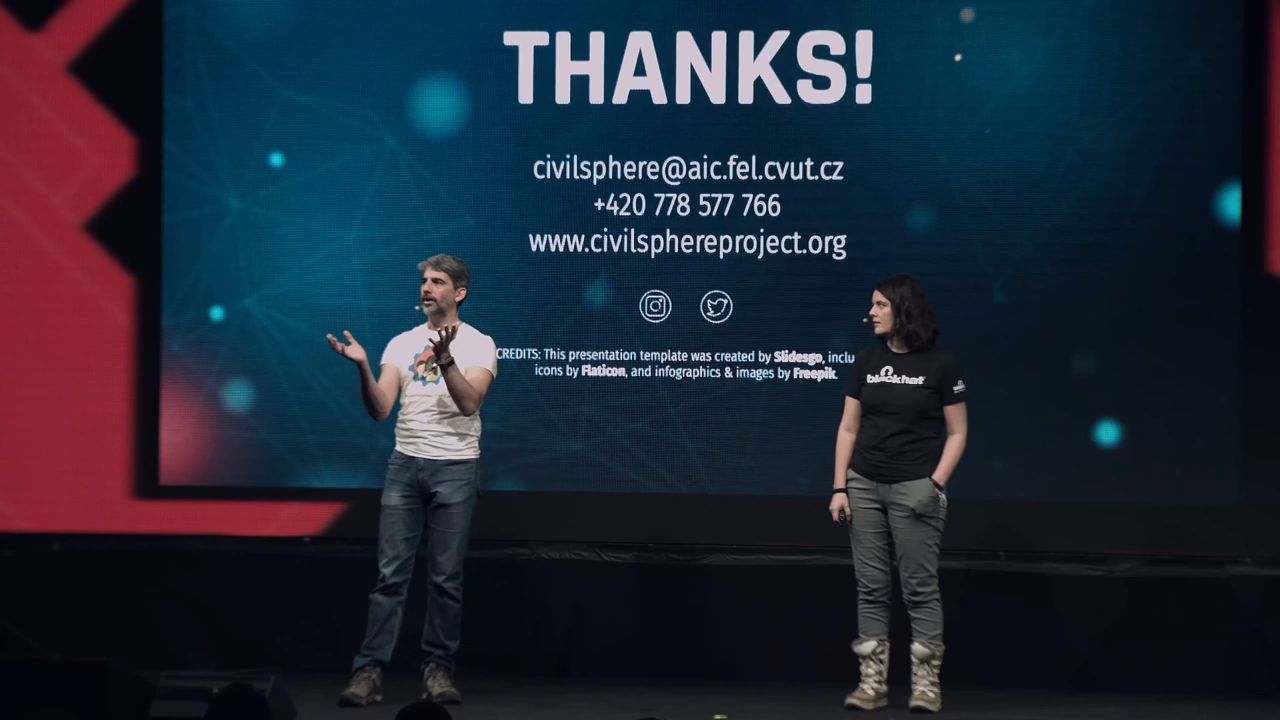 THANKS!
civilsphere@aic.fel.cvut.cz
+420 778 577 766
www.civilsphereproject.org
CREDITS: This presentation template was created by Slidesgo, inclu
icons by Flaticon, and infographics & images by Freepik.
blackhat